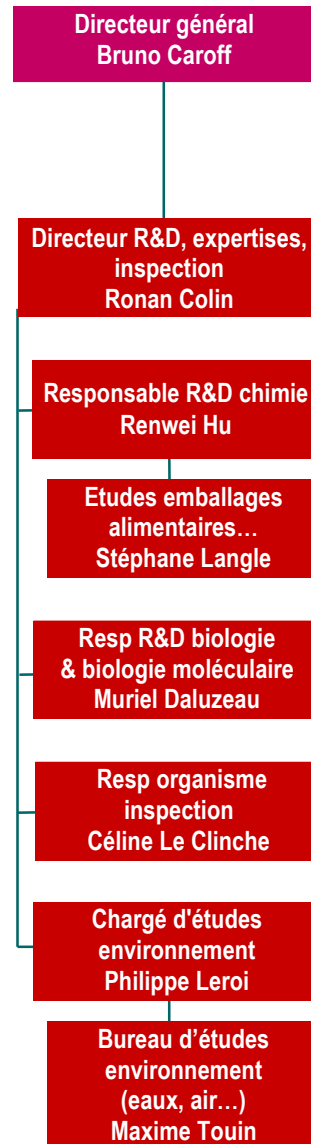 Directeur général
Bruno Caroff
Directeur R&D, expertises,
inspection
Ronan Colin
Responsable R&D chimie
Renwei Hu
Etudes emballages
alimentaires…
Stéphane Langle
Resp R&D biologie
& biologie moléculaire
Muriel Daluzeau
Resp organisme
inspection
Céline Le Clinche
Chargé d'études
environnement
Philippe Leroi
Bureau d’études
environnement
(eaux, air…)
Maxime Touin